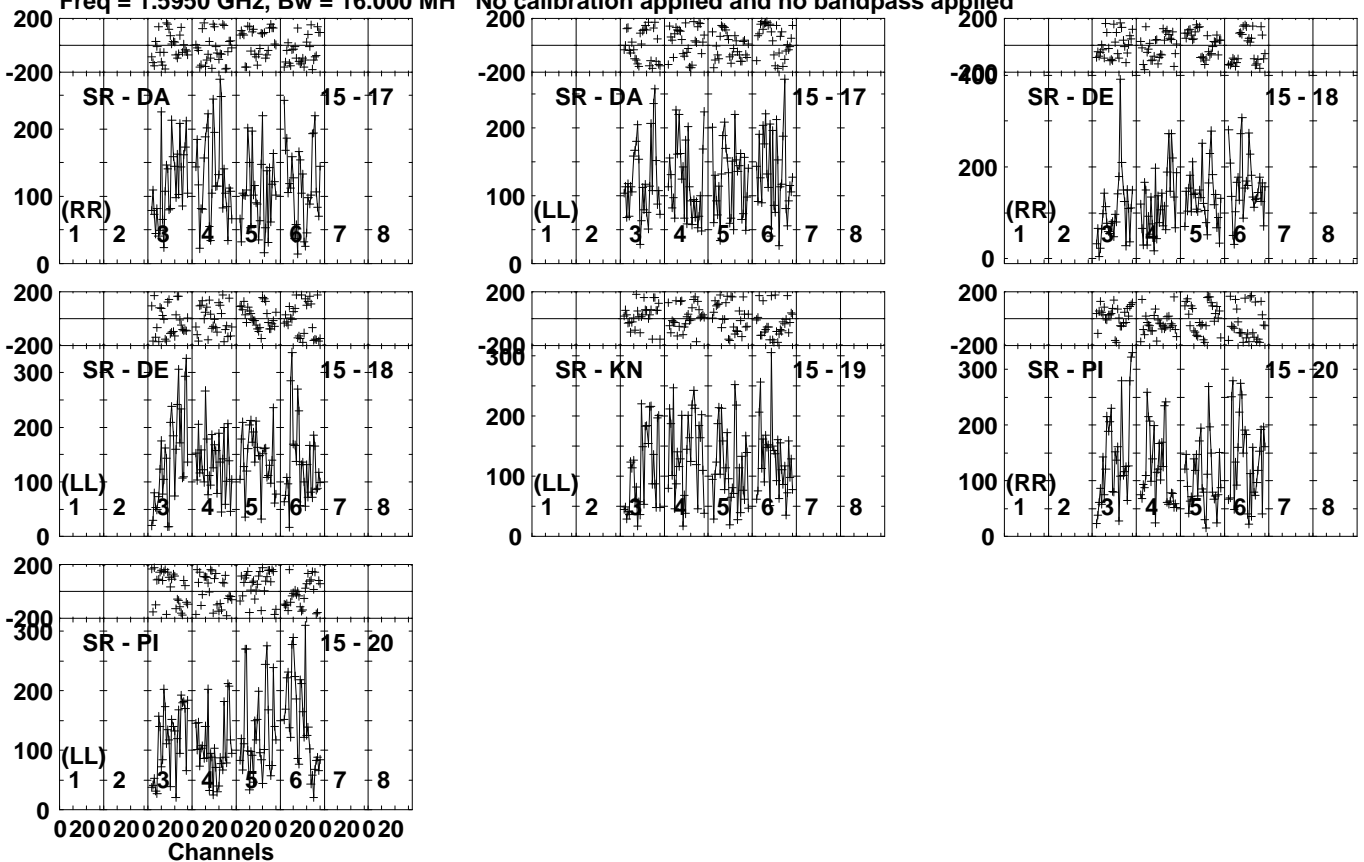 Freq = 1.5950 GHz, Bw = 16.000 MH No calibration applied and no bandpass applied
200
-200
SR - DA 15 - 17
200
100
(RR)
1 2 3 4 5 6 7 8
0
200
-200
SR - DA 15 - 17
200
100
(LL)
1 2 3 4 5 6 7 8
0
200
-200
400
SR - DE 15 - 18
200
(RR)
1 2 3 4 5 6 7 8
0
200
-200
SR - DE 15 - 18
300
200
100
(LL)
1 2 3 4 5 6 7 8
0
200
-200
300
SR - KN 15 - 19
200
100
(LL)
1 2 3 4 5 6 7 8
0
200
-200
300
SR - PI 15 - 20
200
100
(RR)
1 2 3 4 5 6 7 8
0
200
-200
300
SR - PI 15 - 20
200
100
(LL)
1 2 3 4 5 6 7 8
0
0 20 0 20 0 20 0 20 0 20 0 20 0 20 0 20
Channels